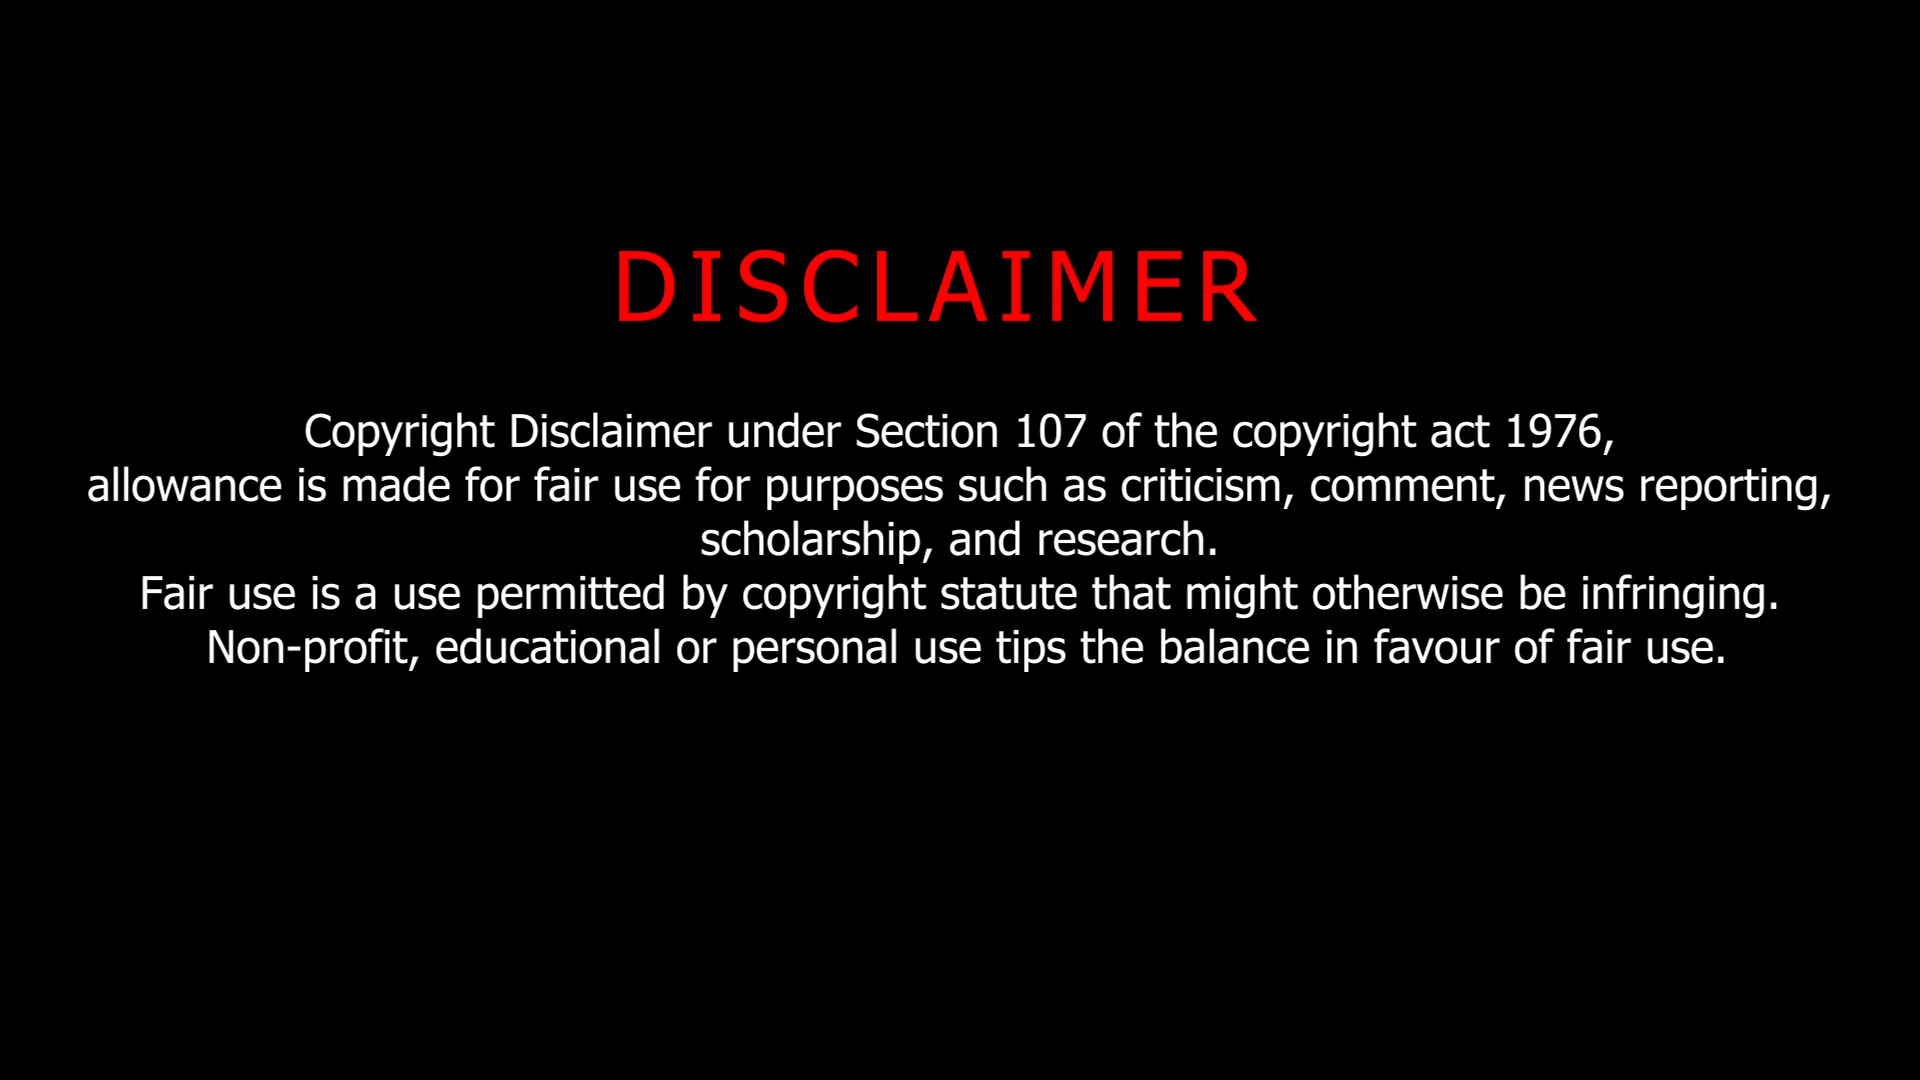 DISCLAIMER
Copyright Disclaimer under Section 107 of the copyright act 1976,
allowance is made for fair use for purposes such as criticism, comment, news reporting,
scholarship, and research.
Fair use is a use permitted by copyright statute that might otherwise be infringing.
Non-profit, educational or personal use tips the balance in favour of fair use.